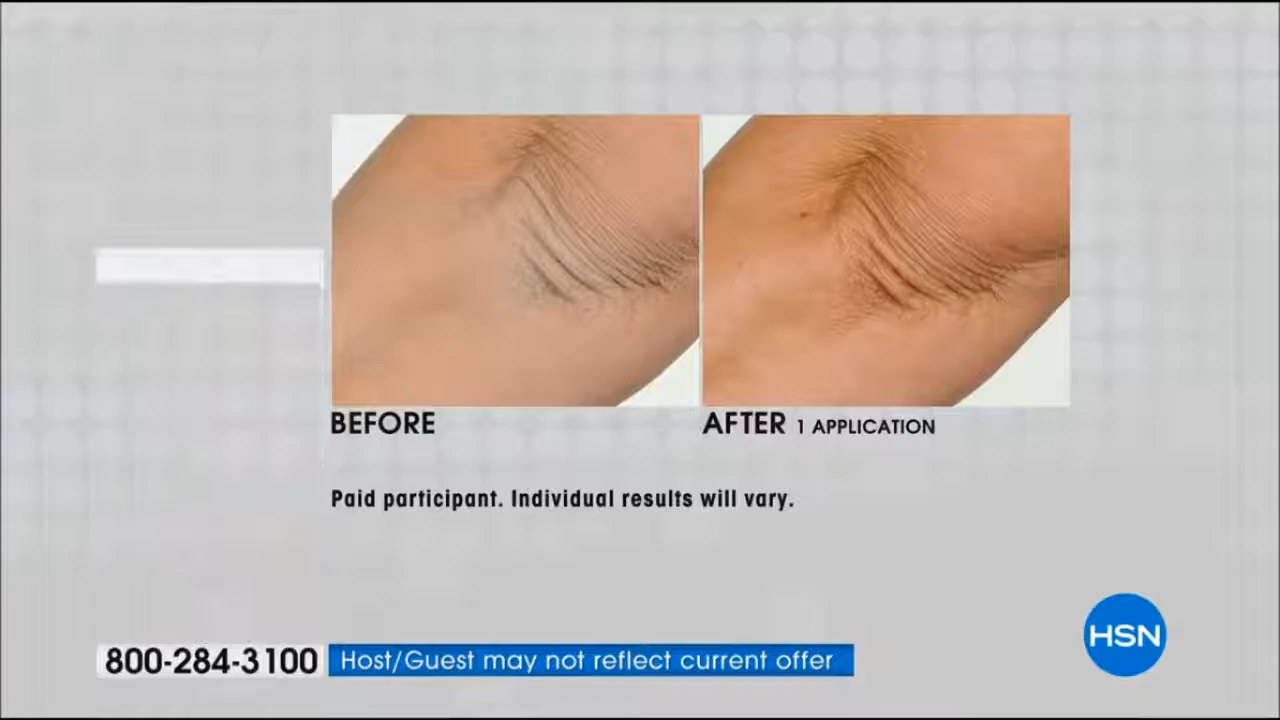 BEFORE
AFTER 1 APPLICATION
Paid participant. Individual results will vary.
800-284-3100
Host/Guest may not reflect current offer
HSN